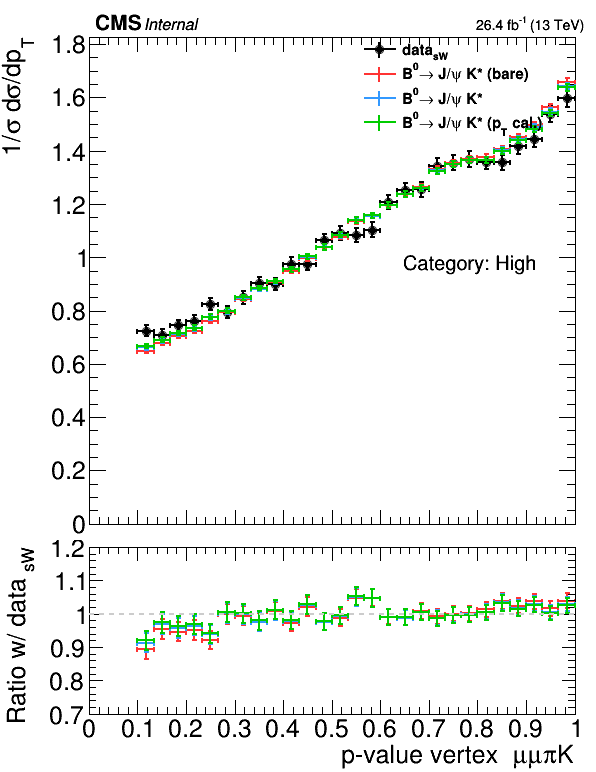 CMS Internal 26.4 fb⁻¹ (13 TeV)
1/σ dσ/dp_T
data_sW
B⁰→ J/ψ K* (bare)
B⁰→ J/ψ K*
B⁰→ J/ψ K* (p_T cal.)
Category: High
1.8
1.6
1.4
1.2
1
0.8
0.6
0.4
0.2
0
Ratio w/ data _sW
1.2
1.1
1
0.9
0.8
0.7
0 0.1 0.2 0.3 0.4 0.5 0.6 0.7 0.8 0.9 1
p-value vertex μμπK